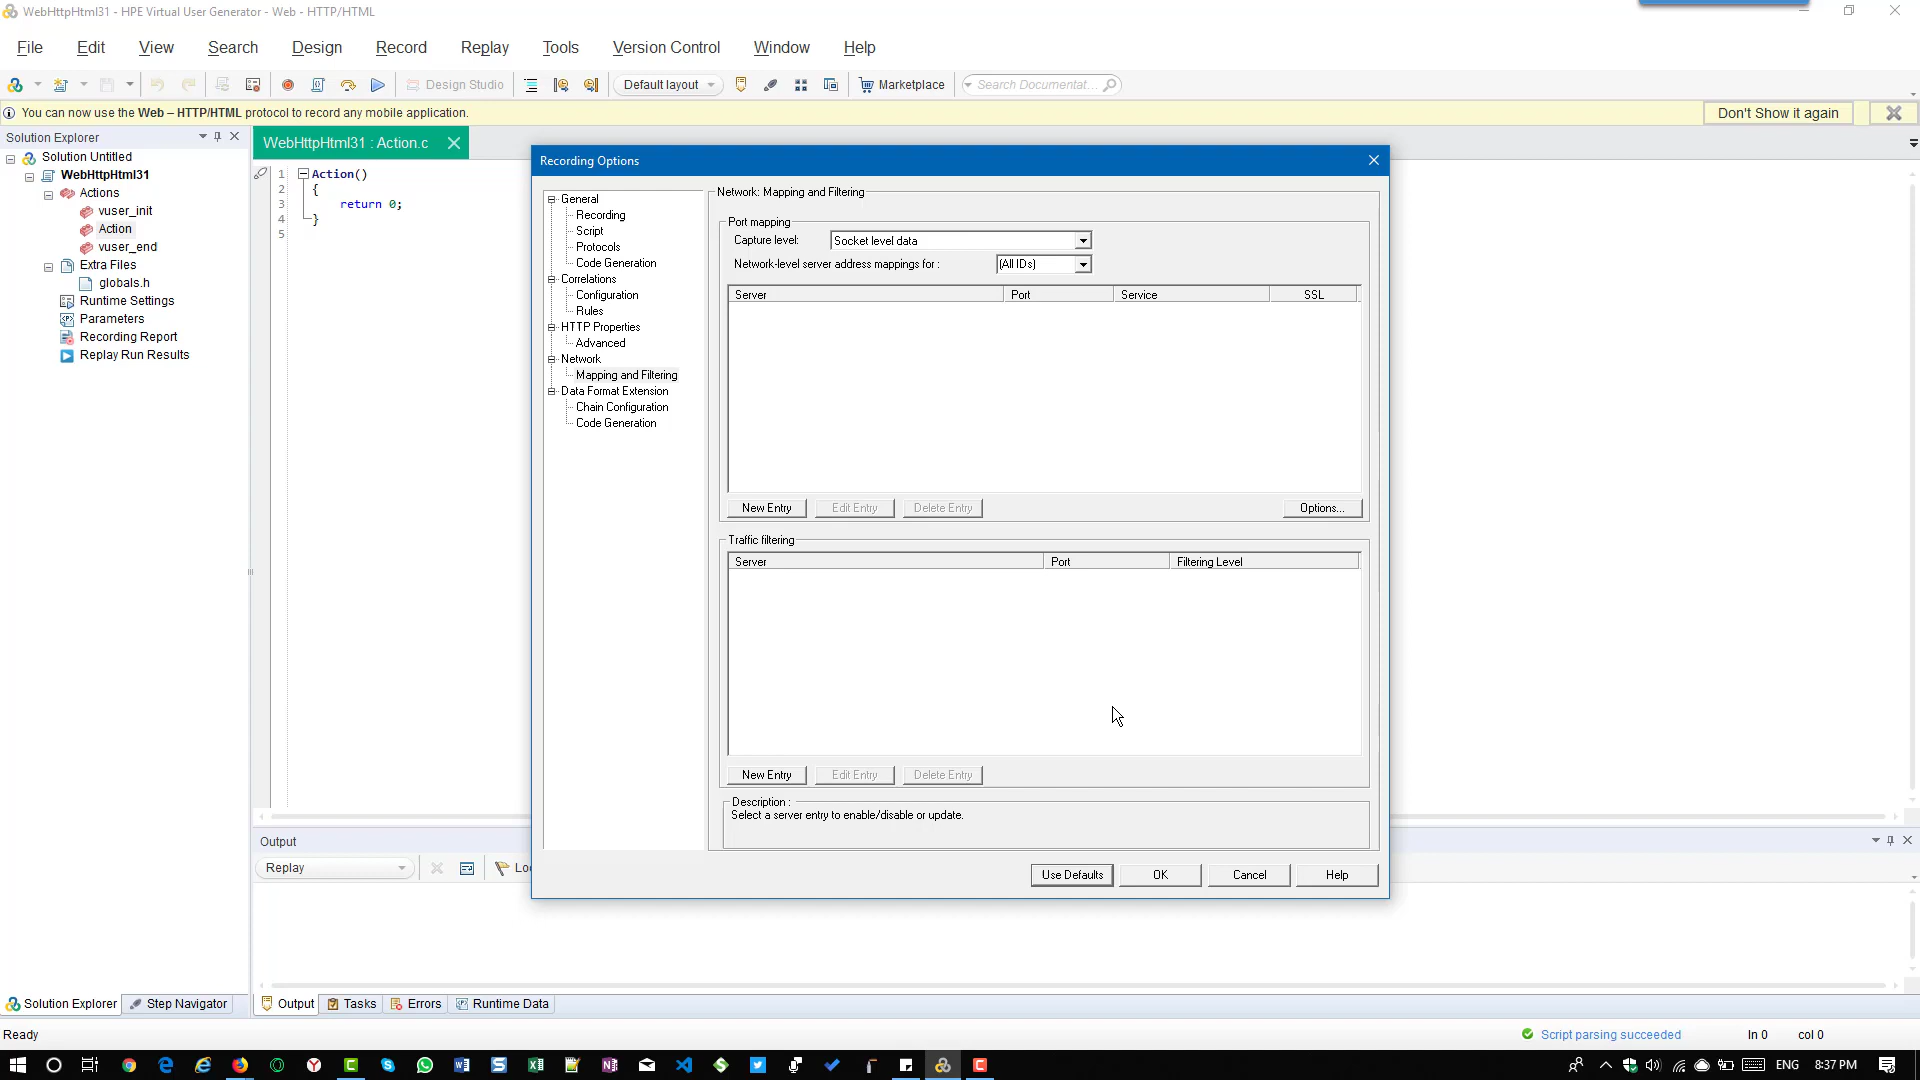 WebHttpHtml31 - HPE Virtual User Generator - Web - HTTP/HTML
File Edit View Search Design Record Replay Tools Version Control Window Help
Design Studio Default layout Marketplace Search Documentat...
You can now use the Web – HTTP/HTML protocol to record any mobile application. Don't Show it again
Solution Explorer
Solution Untitled
WebHttpHtml31
Actions
vuser_init
Action
vuser_end
Extra Files
globals.h
Runtime Settings
Parameters
Recording Report
Replay Run Results
WebHttpHtml31 : Action.c
1 Action()
2 {
3 return 0;
4 }
5
Recording Options
General
Recording
Script
Protocols
Code Generation
Correlations
Configuration
Rules
HTTP Properties
Advanced
Network
Mapping and Filtering
Data Format Extension
Chain Configuration
Code Generation
Network: Mapping and Filtering
Port mapping
Capture level: Socket level data
Network-level server address mappings for : (All IDs)
Server Port Service SSL
New Entry Edit Entry Delete Entry Options...
Traffic filtering
Server Port Filtering Level
New Entry Edit Entry Delete Entry
Description :
Select a server entry to enable/disable or update.
Use Defaults OK Cancel Help
Output
Replay
Solution Explorer Step Navigator Output Tasks Errors Runtime Data
Ready Script parsing succeeded ln 0 col 0
ENG 8:37 PM